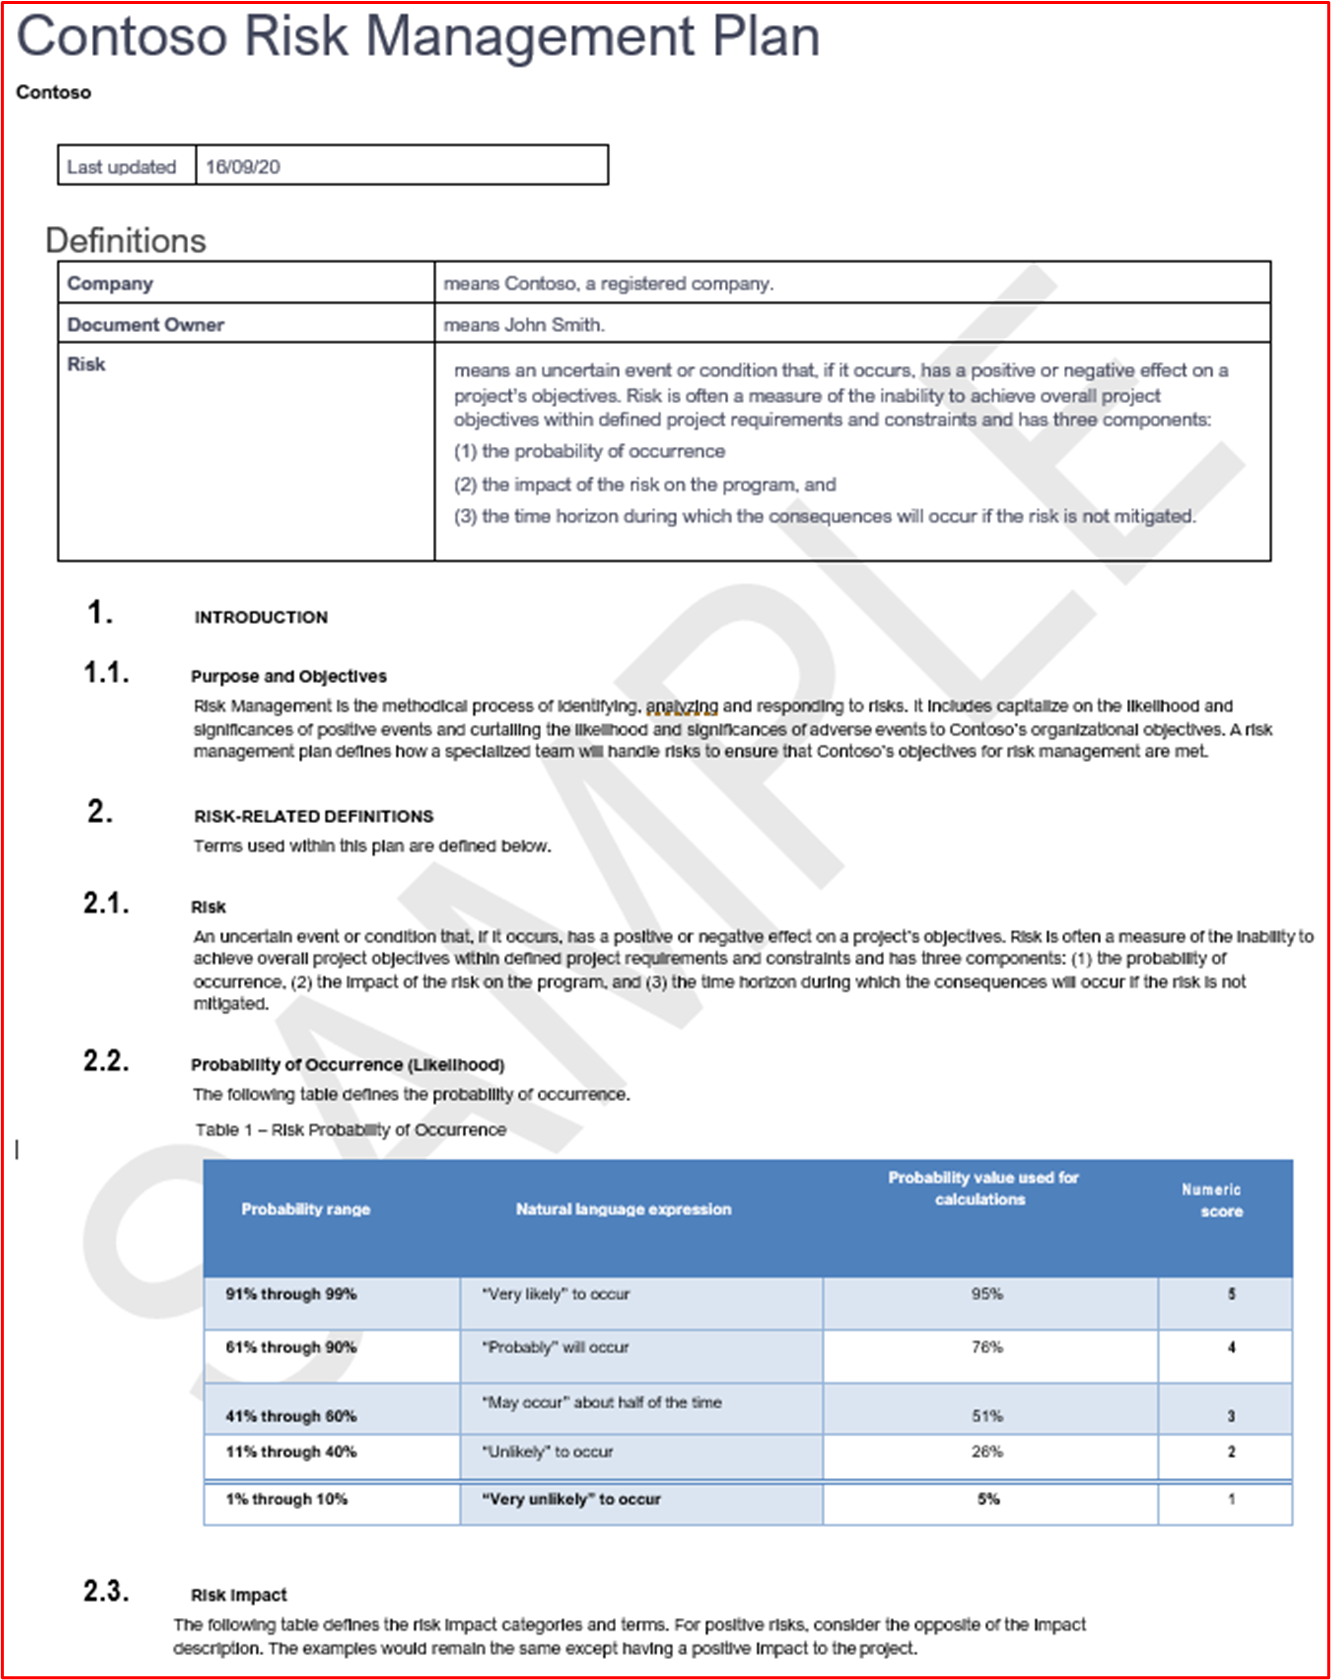 Contoso Risk Management Plan
Contoso
Last updated 16/09/20
Definitions
Company means Contoso, a registered company.
Document Owner means John Smith.
Risk means an uncertain event or condition that, if it occurs, has a positive or negative effect on a
project's objectives. Risk is often a measure of the inability to achieve overall project
objectives within defined project requirements and constraints and has three components:
(1) the probability of occurrence
(2) the impact of the risk on the program, and
(3) the time horizon during which the consequences will occur if the risk is not mitigated.
1. INTRODUCTION
1.1. Purpose and Objectives
Risk Management is the methodical process of identifying, analyzing and responding to risks. It includes capitalize on the likelihood and
significances of positive events and curtailing the likelihood and significances of adverse events to Contoso's organizational objectives. A risk
management plan defines how a specialized team will handle risks to ensure that Contoso's objectives for risk management are met.
2. RISK-RELATED DEFINITIONS
Terms used within this plan are defined below.
2.1. Risk
An uncertain event or condition that, if it occurs, has a positive or negative effect on a project's objectives. Risk is often a measure of the inability to
achieve overall project objectives within defined project requirements and constraints and has three components: (1) the probability of
occurrence, (2) the impact of the risk on the program, and (3) the time horizon during which the consequences will occur if the risk is not
mitigated.
2.2. Probability of Occurrence (Likelihood)
The following table defines the probability of occurrence.
Table 1 – Risk Probability of Occurrence
Probability range Natural language expression Probability value used for calculations Numeric score
91% through 99% "Very likely" to occur 95% 5
61% through 90% "Probably" will occur 76% 4
41% through 60% "May occur" about half of the time 51% 3
11% through 40% "Unlikely" to occur 26% 2
1% through 10% "Very unlikely" to occur 5% 1
2.3. Risk Impact
The following table defines the risk impact categories and terms. For positive risks, consider the opposite of the impact
description. The examples would remain the same except having a positive impact to the project.
SAMPLE